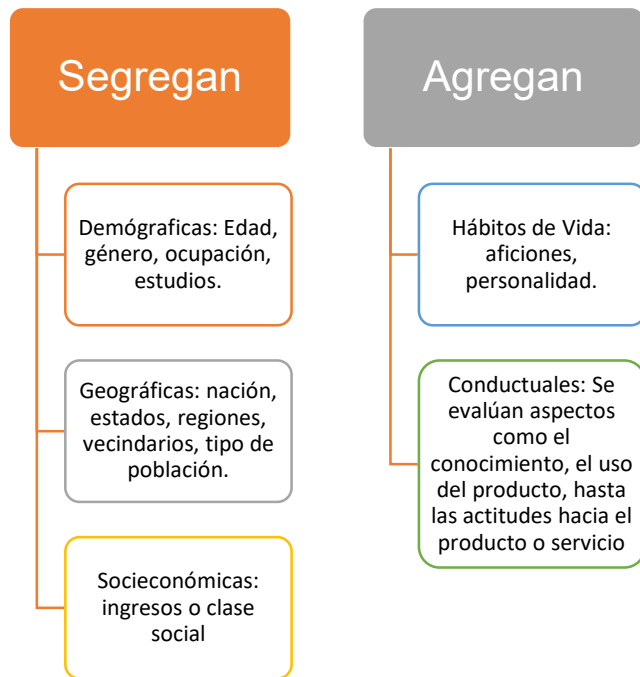 Segregan
Demógraficas: Edad,
género, ocupación,
estudios.
Geográficas: nación,
estados, regiones,
vecindarios, tipo de
población.
Socieconómicas:
ingresos o clase
social
Agregan
Hábitos de Vida:
aficiones,
personalidad.
Conductuales: Se
evalúan aspectos
como el
conocimiento, el uso
del producto, hasta
las actitudes hacia el
producto o servicio